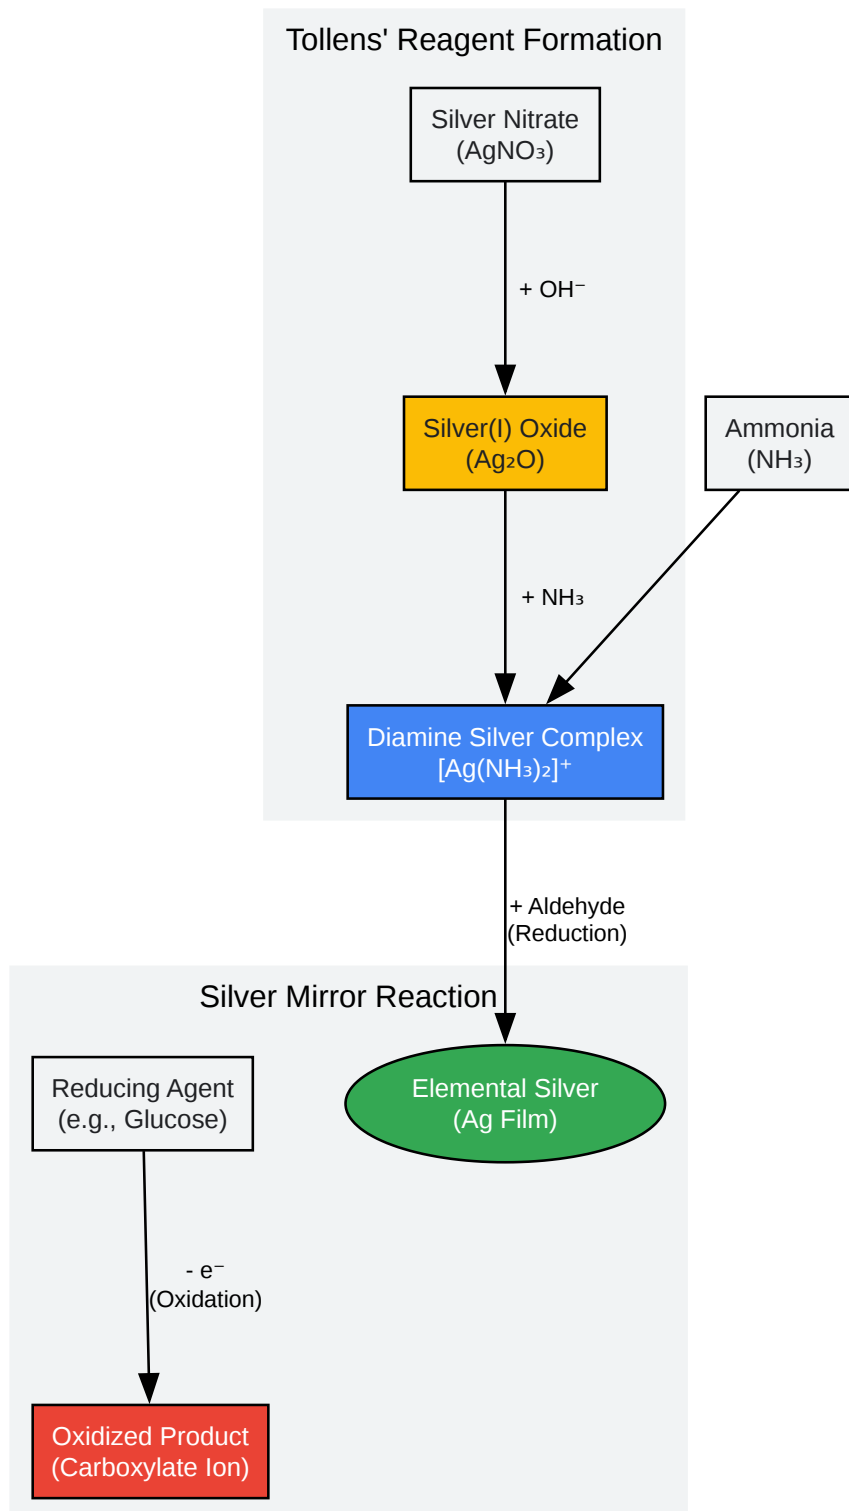 Tollens' Reagent Formation
Silver Nitrate
(AgNO₃)
+ OH⁻
Silver(I) Oxide
(Ag₂O)
Ammonia
(NH₃)
+ NH₃
Diamine Silver Complex
[Ag(NH₃)₂]⁺
+ Aldehyde
(Reduction)
Silver Mirror Reaction
Reducing Agent
(e.g., Glucose)
Elemental Silver
(Ag Film)
- e⁻
(Oxidation)
Oxidized Product
(Carboxylate Ion)